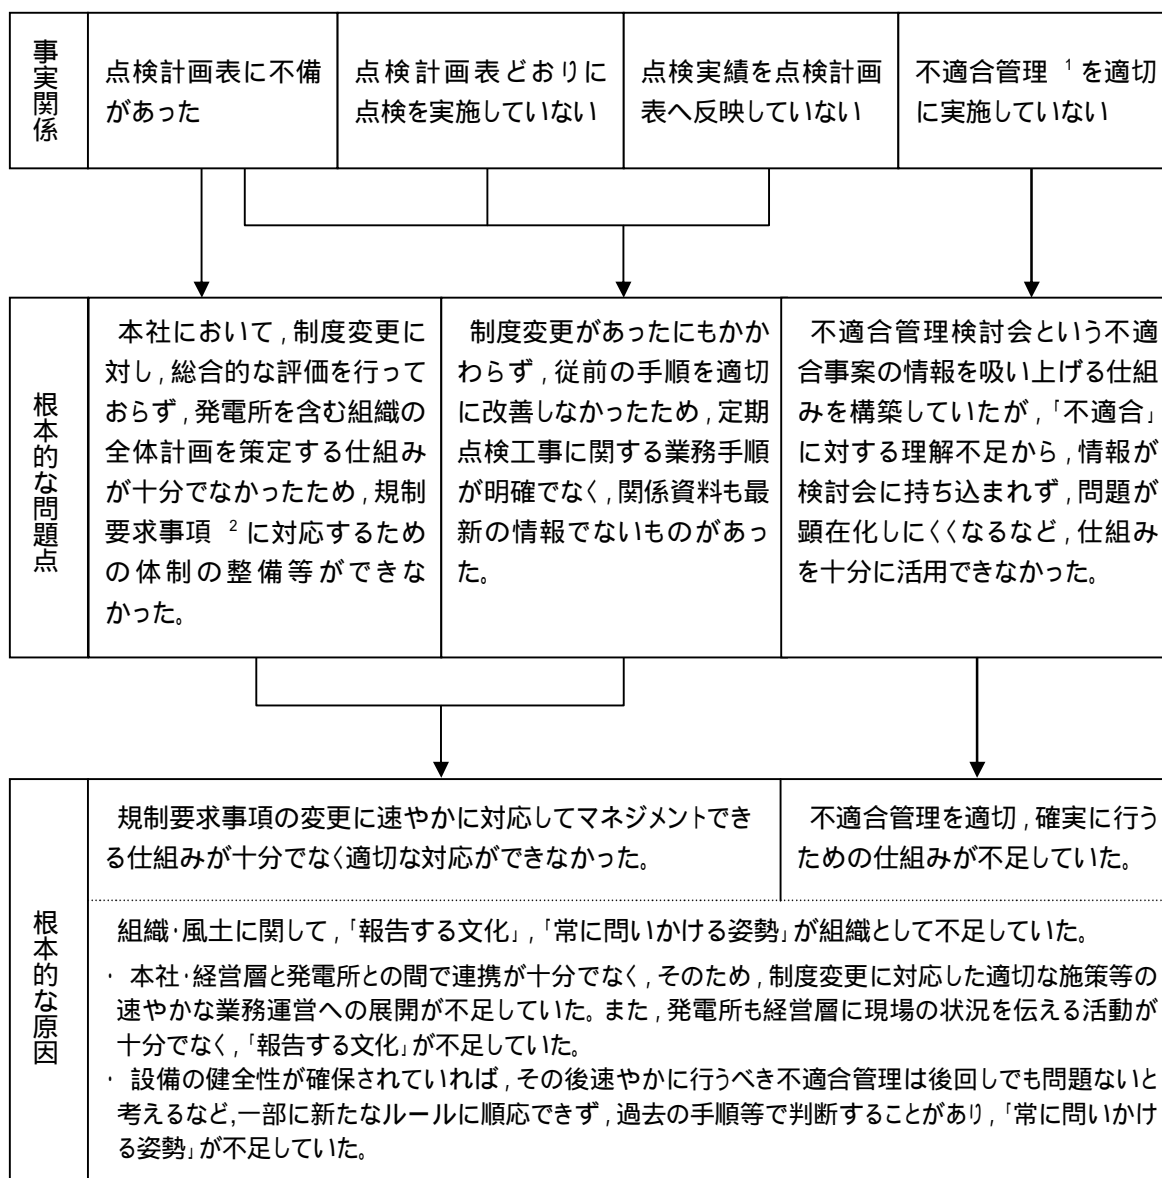 事実関係
点検計画表に不備
があった
点検計画表どおりに
点検を実施していない
点検実績を点検計画
表へ反映していない
不適合管理 1 を適切
に実施していない
根本的な問題点
本社において,制度変更に
対し,総合的な評価を行って
おらず,発電所を含む組織の
全体計画を策定する仕組み
が十分でなかったため,規制
要求事項 2 に対応するため
の体制の整備等ができな
かった。
制度変更があったにもかか
わらず,従前の手順を適切
に改善しなかったため,定期
点検工事に関する業務手順
が明確でなく,関係資料も最
新の情報でないものがあっ
た。
不適合管理検討会という不適
合事案の情報を吸い上げる仕組
みを構築していたが,「不適合」
に対する理解不足から,情報が
検討会に持ち込まれず,問題が
顕在化しにくくなるなど,仕組み
を十分に活用できなかった。
根本的な原因
規制要求事項の変更に速やかに対応してマネジメントでき
る仕組みが十分でなく適切な対応ができなかった。
不適合管理を適切,確実に行う
ための仕組みが不足していた。
組織・風土に関して,「報告する文化」,「常に問いかける姿勢」が組織として不足していた。
・ 本社・経営層と発電所との間で連携が十分でなく,そのため,制度変更に対応した適切な施策等の
速やかな業務運営への展開が不足していた。また,発電所も経営層に現場の状況を伝える活動が
十分でなく,「報告する文化」が不足していた。
・ 設備の健全性が確保されていれば,その後速やかに行うべき不適合管理は後回しでも問題ないと
考えるなど,一部に新たなルールに順応できず,過去の手順等で判断することがあり,「常に問いかけ
る姿勢」が不足していた。